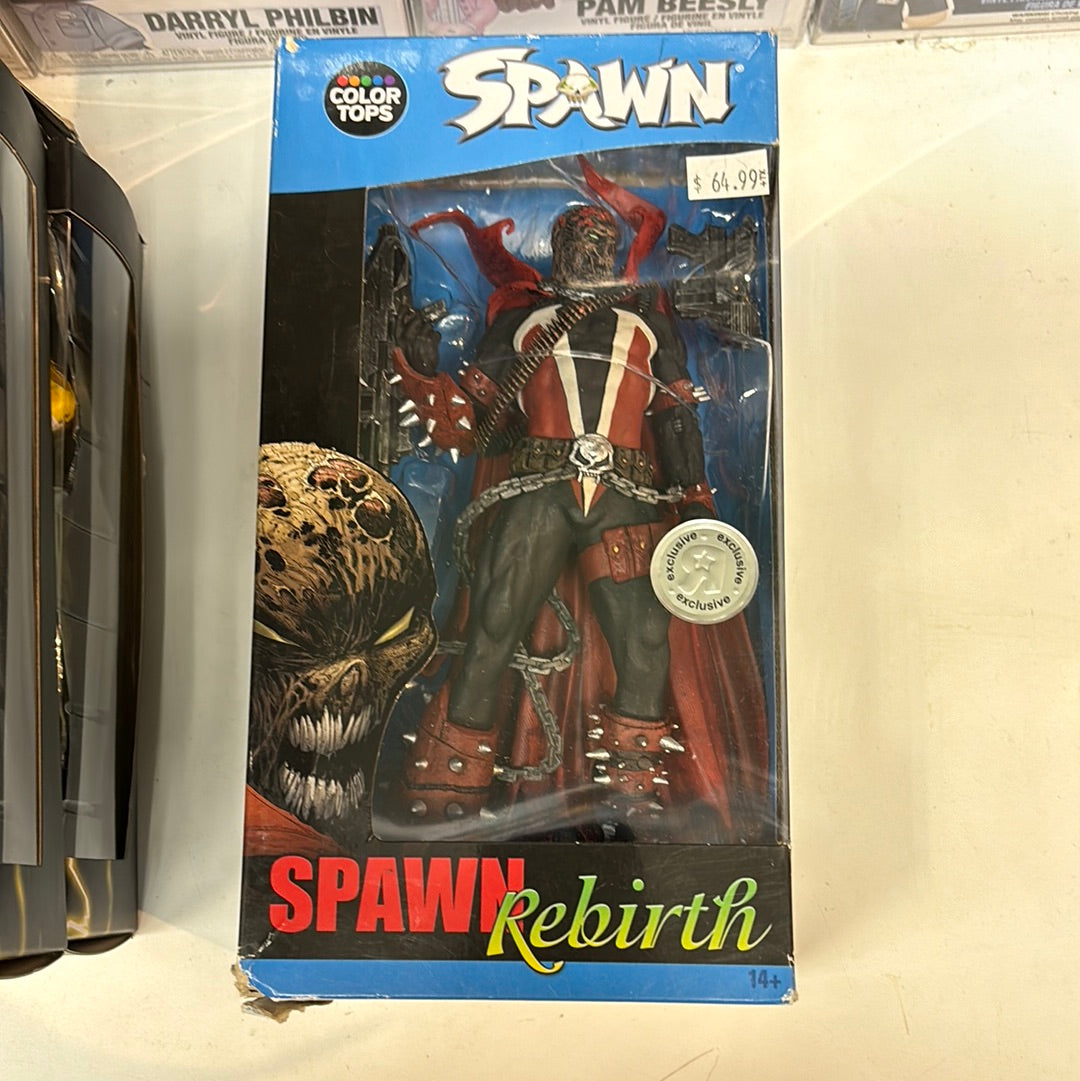 DARRYL PHILBIN
VINYL FIGURE / FIGURINE EN VINYLE
PAM BEESLY
VINYL FIGURE / FIGURINE EN VINYLE
COLOR
TOPS
SPAWN®
$ 64.99
exclusive exclusive exclusive
SPAWN
Rebirth
14+